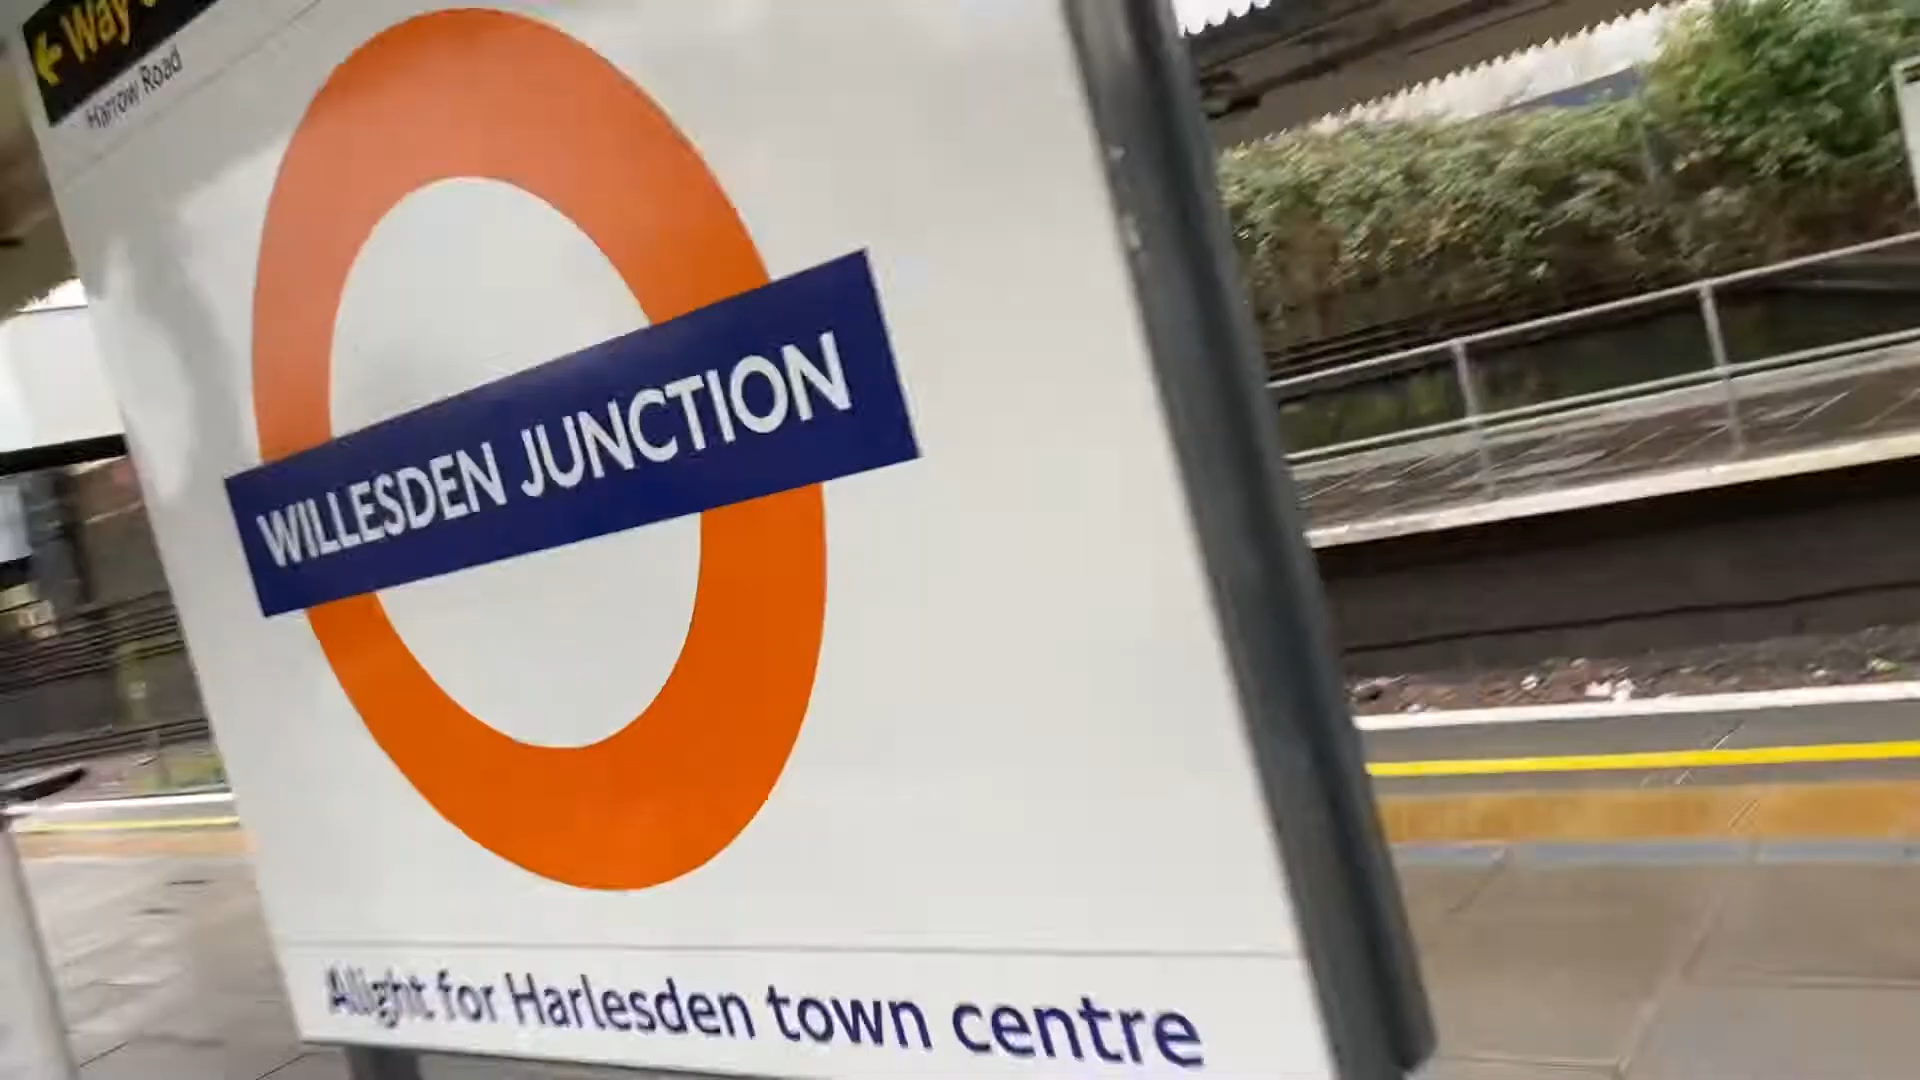 Way
Harrow Road
WILLESDEN JUNCTION
Alight for Harlesden town centre